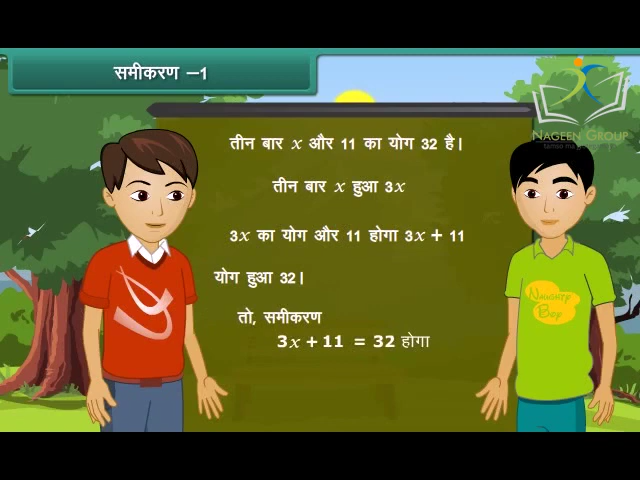 समीकरण –1
NAGEEN GROUP
तीन बार x और 11 का योग 32 है।
तीन बार x हुआ 3x
3x का योग और 11 होगा 3x + 11
योग हुआ 32।
तो, समीकरण
3x + 11 = 32 होगा
NAUGHTY
BOY